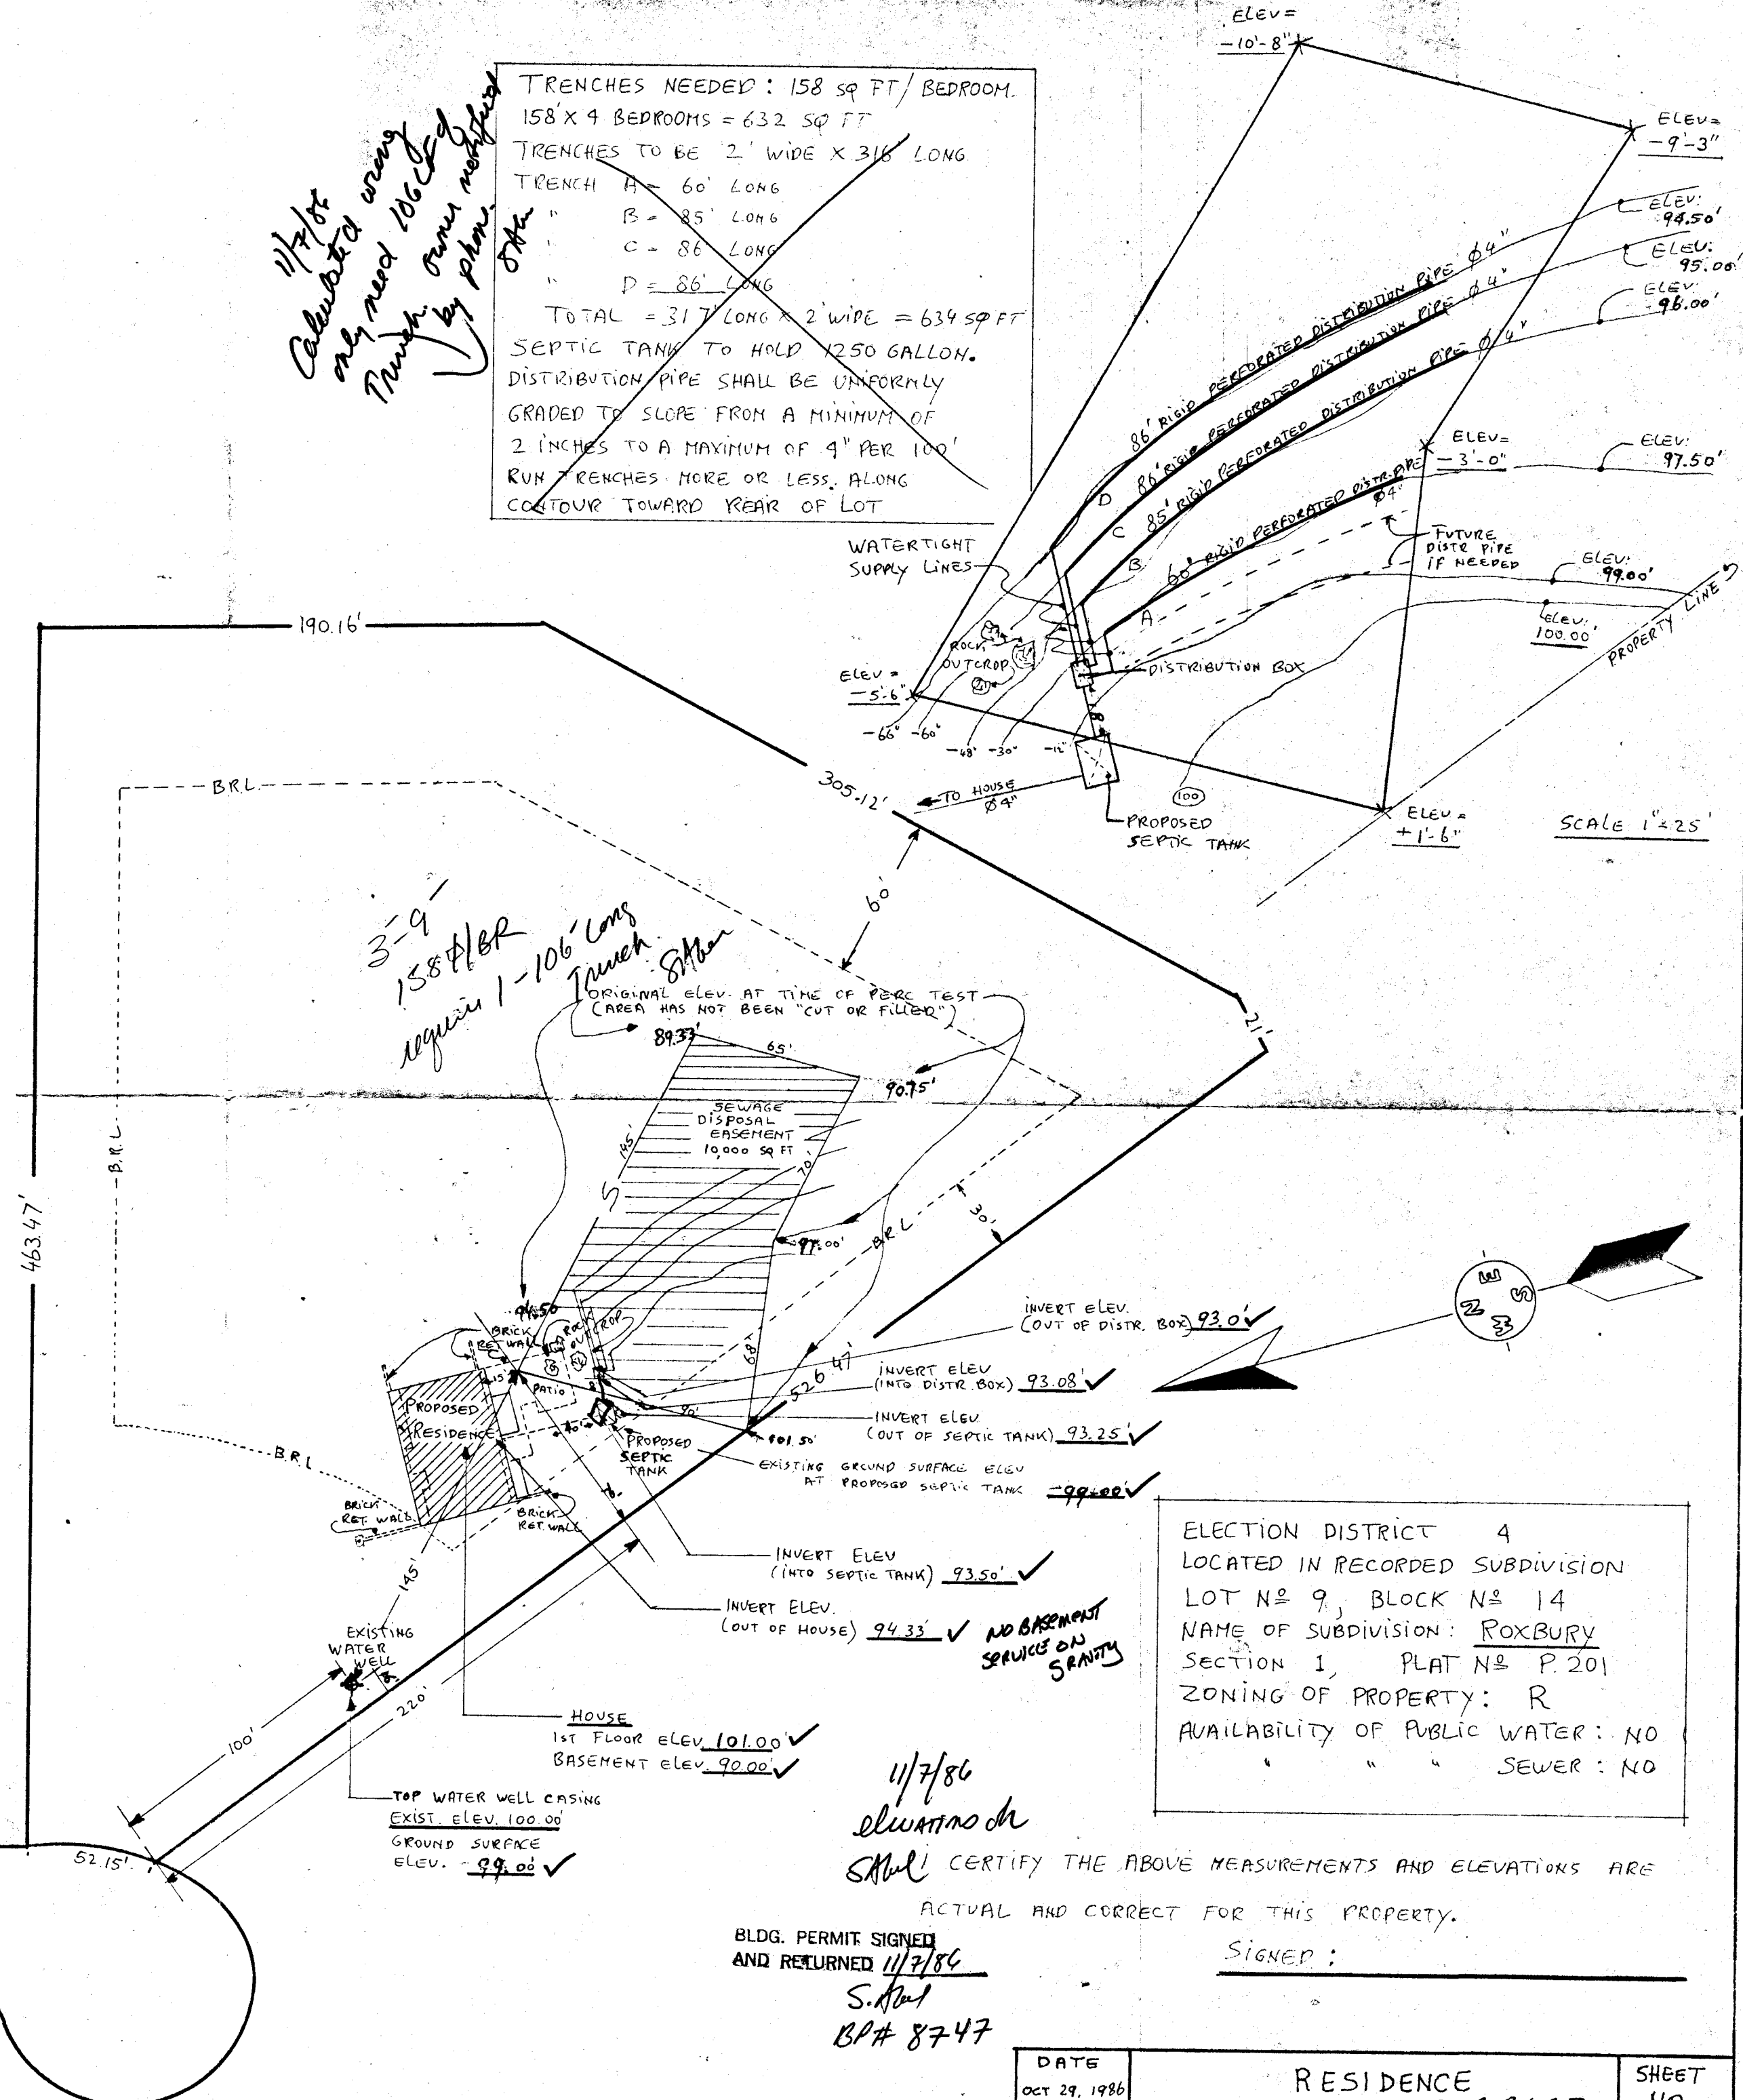 ELEV =
-10'-8"
TRENCHES NEEDED: 158 SQ FT/ BEDROOM.
158' X 4 BEDROOMS = 632 SQ FT
TRENCHES TO BE 2' WIDE X 316' LONG
TRENCH A = 60' LONG
" B = 85' LONG
" C = 86' LONG
" D = 86' LONG
TOTAL = 317' LONG X 2' WIDE = 634 SQ FT
SEPTIC TANK TO HOLD 1250 GALLON.
DISTRIBUTION PIPE SHALL BE UNIFORMLY
GRADED TO SLOPE FROM A MINIMUM OF
2 INCHES TO A MAXIMUM OF 4" PER 100'
RUN TRENCHES MORE OR LESS, ALONG
CONTOUR TOWARD REAR OF LOT
11/7/86
Calculated wrong
only need 106
Trench. owner notified
by phone.
ELEV=
-9'-3"
ELEV:
94.50'
ELEV:
95.00'
ELEV:
96.00'
ELEV:
97.50'
ELEV=
-3'-0"
86' RIGID PERFORATED DISTRIBUTION PIPE Ø4"
86' RIGID PERFORATED DISTRIBUTION PIPE Ø4"
85' RIGID PERFORATED DISTRIBUTION PIPE Ø4"
60' RIGID PERFORATED DISTR. PIPE
Ø4"
D
C
B
A
WATERTIGHT
SUPPLY LINES
FUTURE
DISTR PIPE
IF NEEDED
ELEV:
99.00'
ELEV:
100.00'
PROPERTY LINE
ROCK
OUTCROP
DISTRIBUTION BOX
ELEV =
-5'-6"
-66" -60" -48" -30" -12"
TO HOUSE
Ø4"
100
PROPOSED
SEPTIC TANK
ELEV =
+1'-6"
SCALE 1"=25'
190.16'
305.12'
B.R.L.
60'
21'
3-9'
158#/BR
require 1-106' long
Trench.
ORIGINAL ELEV. AT TIME OF PERC TEST
(AREA HAS NOT BEEN "CUT OR FILLED")
89.33'
65'
90.75'
SEWAGE
DISPOSAL
EASEMENT
10,000 SQ FT
145'
70'
B.R.L.
463.47'
97.00'
B.R.L
30'
94.50
BRICK
RET WALL
ROCK
OUTCROP
15'
PATIO
PROPOSED
RESIDENCE
68'
90'
101.50'
526.47'
PROPOSED
SEPTIC
TANK
B.R.L
BRICK
RET. WALL
BRICK
RET. WALL
INVERT ELEV.
(OUT OF DISTR. BOX) 93.0'
INVERT ELEV
(INTO DISTR. BOX) 93.08'
INVERT ELEV
(OUT OF SEPTIC TANK) 93.25'
EXISTING GROUND SURFACE ELEV
AT PROPOSED SEPTIC TANK 99.00'
INVERT ELEV
(INTO SEPTIC TANK) 93.50'
INVERT ELEV.
(OUT OF HOUSE) 94.33'
NO BASEMENT
SERVICE ON
GRAVITY
145'
EXISTING
WATER
WELL
100'
220'
HOUSE
1ST FLOOR ELEV. 101.00'
BASEMENT ELEV. 90.00'
TOP WATER WELL CASING
EXIST. ELEV. 100.00'
GROUND SURFACE
ELEV. 99.00'
52.15'
N
E
S
W
ELECTION DISTRICT 4
LOCATED IN RECORDED SUBDIVISION
LOT Nº 9, BLOCK Nº 14
NAME OF SUBDIVISION: ROXBURY
SECTION 1, PLAT Nº P.201
ZONING OF PROPERTY: R
AVAILABILITY OF PUBLIC WATER: NO
" " " SEWER: NO
11/7/86
elevations ok
I CERTIFY THE ABOVE MEASUREMENTS AND ELEVATIONS ARE
ACTUAL AND CORRECT FOR THIS PROPERTY.
SIGNED:
BLDG. PERMIT SIGNED
AND RETURNED 11/7/86
BP# 8747
DATE
OCT 29, 1986
RESIDENCE
SHEET